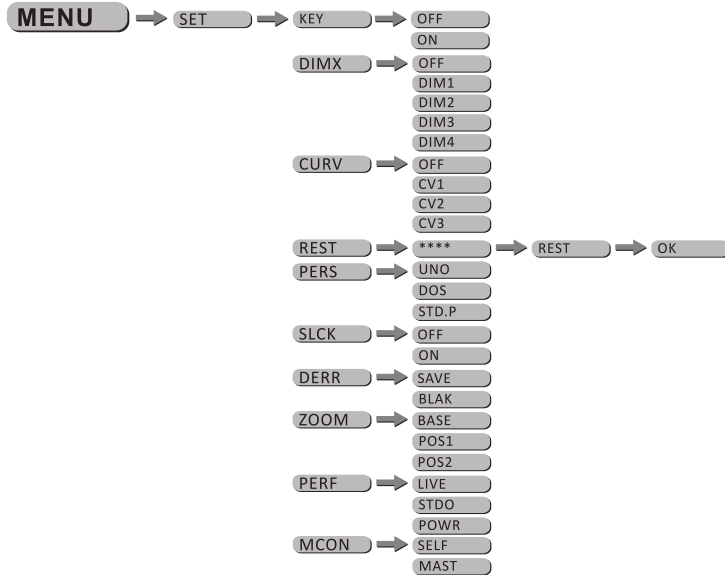 MENU SET KEY OFF
ON
DIMX OFF
DIM1
DIM2
DIM3
DIM4
CURV OFF
CV1
CV2
CV3
REST **** REST OK
PERS UNO
DOS
STD.P
SLCK OFF
ON
DERR SAVE
BLAK
ZOOM BASE
POS1
POS2
PERF LIVE
STDO
POWR
MCON SELF
MAST